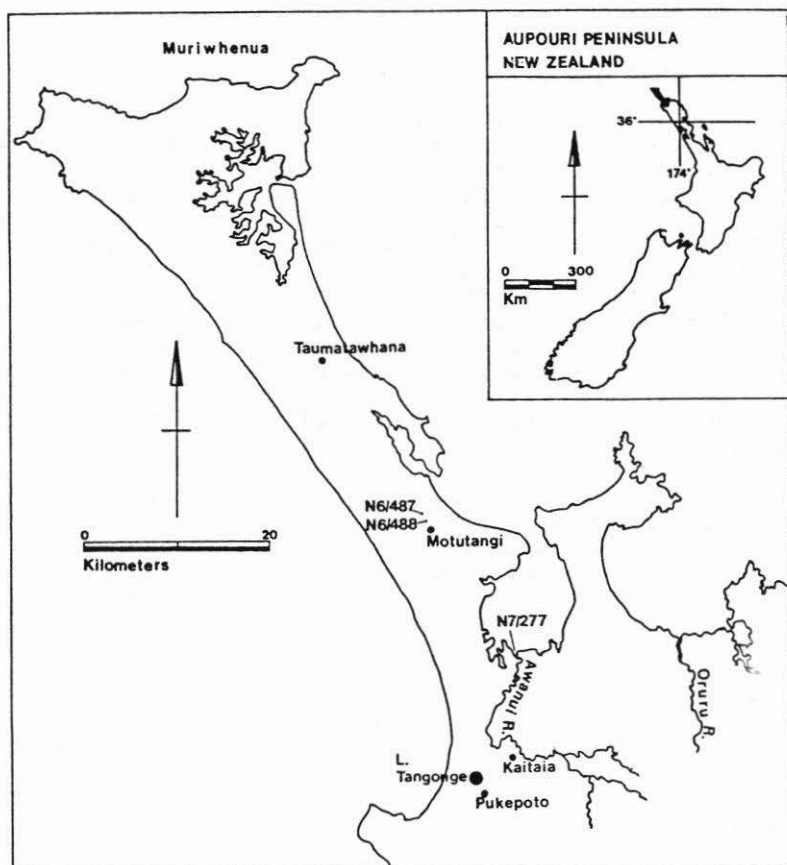 Muriwhenua
AUPOURI PENINSULA
NEW ZEALAND
36°
174°
0 300
Km
Taumatawhana
0 20
Kilometers
N6/487
N6/488
Motutangi
N7/277
Awanui R.
Oruru R.
L.
Tangonge
Kaitaia
Pukepoto